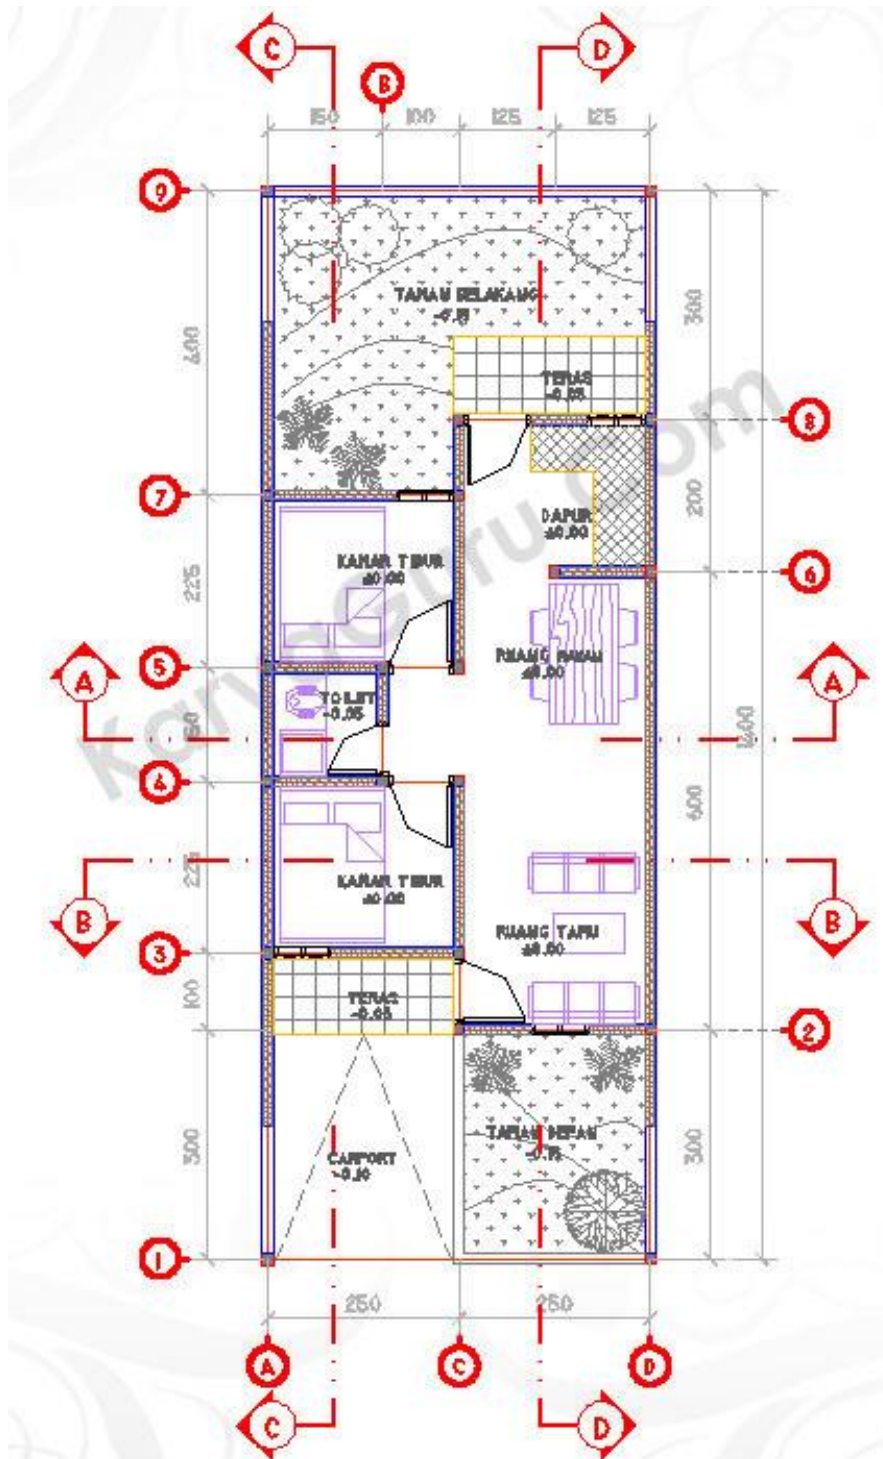 C
D
B
150
100
125
125
9
TAMAN BELAKANG
-0.15
400
300
TERAS
-0.05
8
7
200
DAPUR
±0.00
KAMAR TIDUR
±0.00
6
225
RUANG MAKAN
±0.00
5
A
A
TOILET
-0.05
150
1400
4
600
225
B
B
KAMAR TIDUR
±0.00
RUANG TAMU
±0.00
3
100
TERAS
-0.05
2
TAMAN DEPAN
-0.15
300
300
CARPORT
-0.10
1
250
250
A
C
D
C
D
KaryaGuru.Com